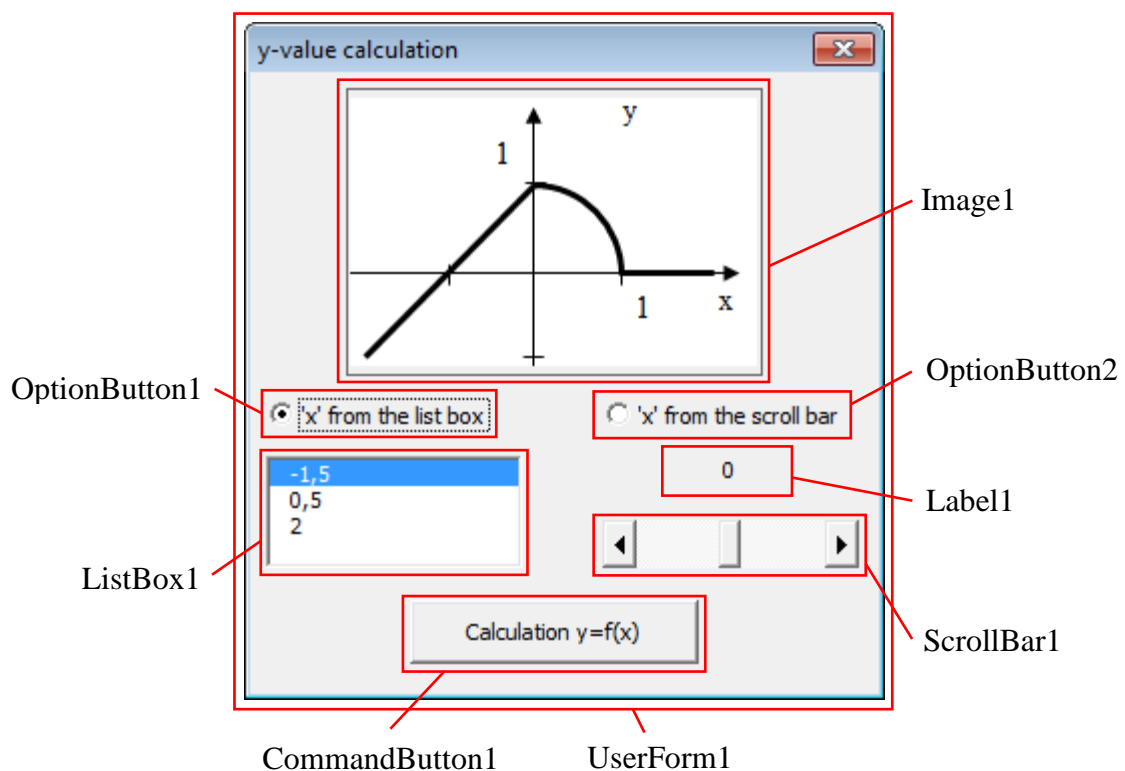 y-value calculation
y
1
Image1
1
x
OptionButton1
OptionButton2
'x' from the list box
'x' from the scroll bar
-1,5
0,5
2
0
Label1
ListBox1
Calculation y=f(x)
ScrollBar1
CommandButton1
UserForm1